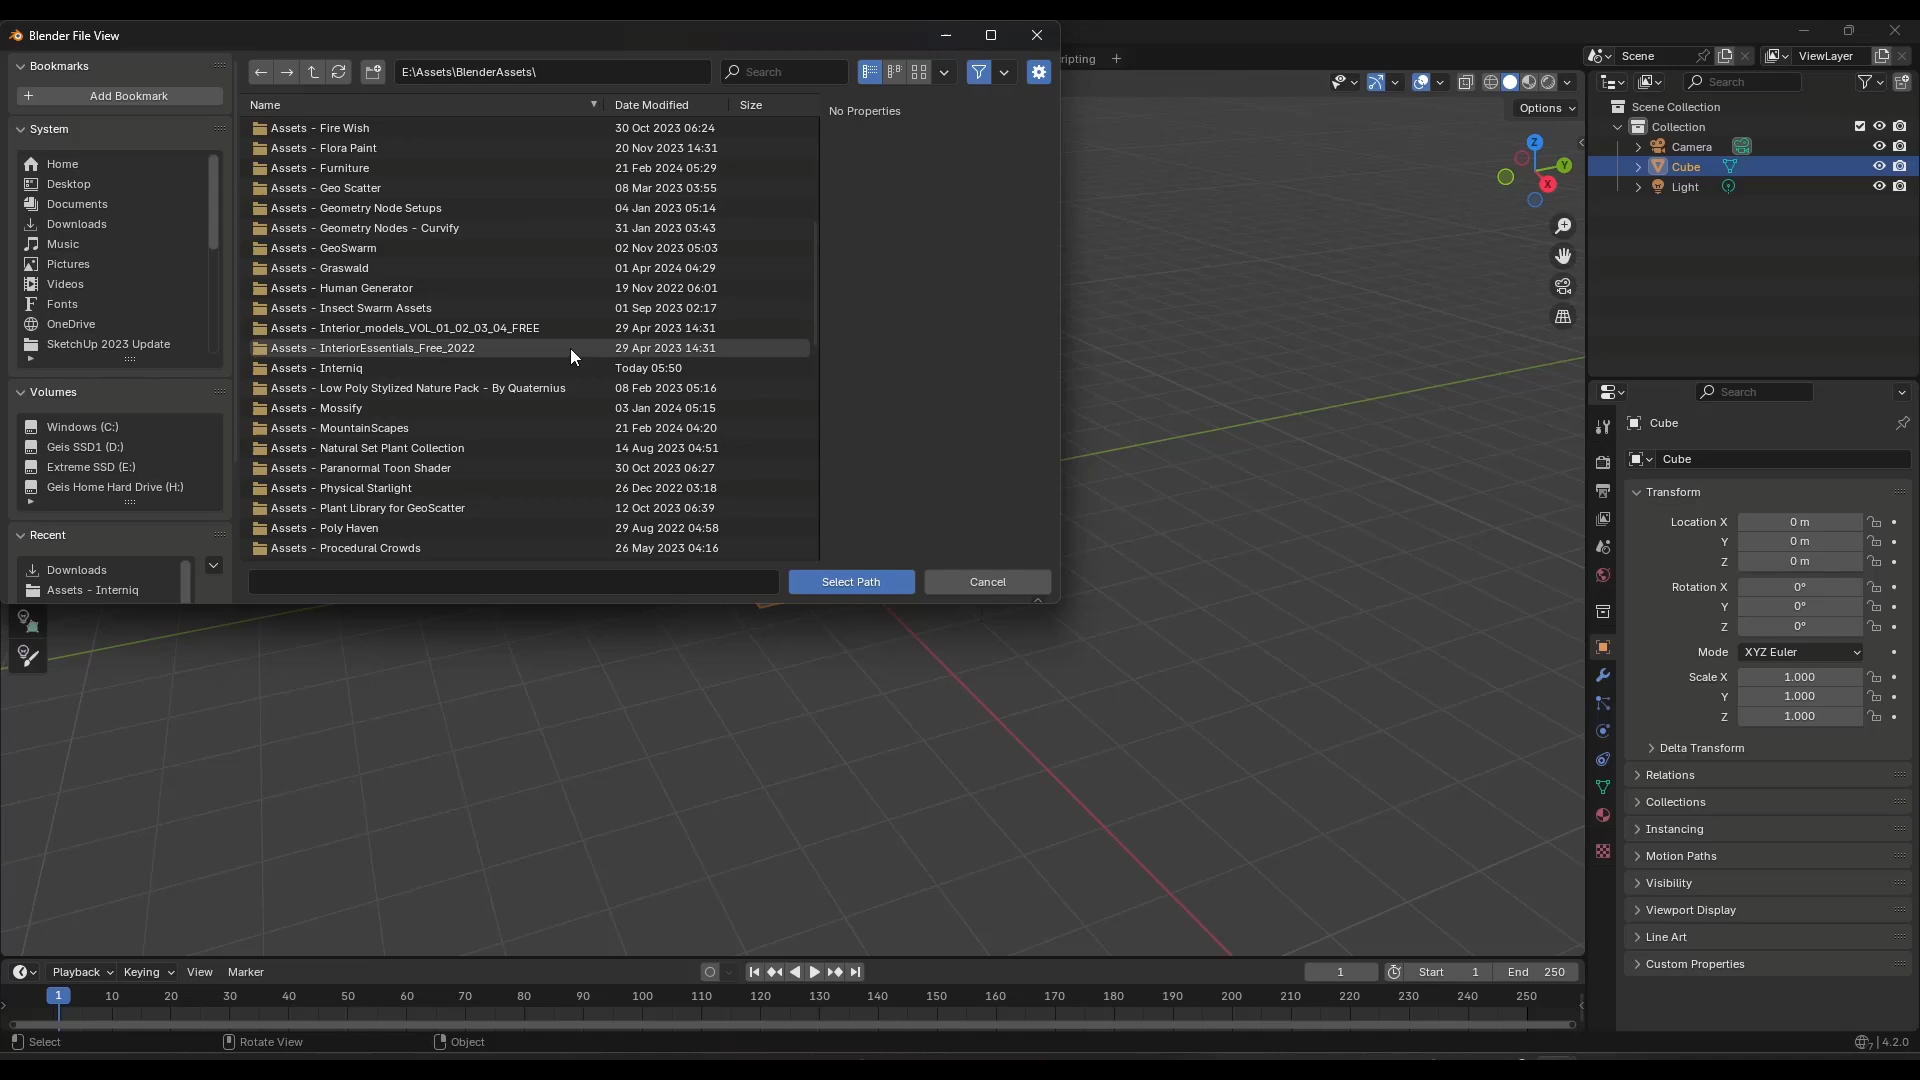 Blender File View
Bookmarks
Add Bookmark
System
Home
Desktop
Documents
Downloads
Music
Pictures
Videos
Fonts
OneDrive
SketchUp 2023 Update
Volumes
Windows (C:)
Geis SSD1 (D:)
Extreme SSD (E:)
Geis Home Hard Drive (H:)
Recent
Downloads
Assets - Interniq
E:\Assets\BlenderAssets\
Search
Name Date Modified Size
Assets - Fire Wish 30 Oct 2023 06:24
Assets - Flora Paint 20 Nov 2023 14:31
Assets - Furniture 21 Feb 2024 05:29
Assets - Geo Scatter 08 Mar 2023 03:55
Assets - Geometry Node Setups 04 Jan 2023 05:14
Assets - Geometry Nodes - Curvify 31 Jan 2023 03:43
Assets - GeoSwarm 02 Nov 2023 05:03
Assets - Graswald 01 Apr 2024 04:29
Assets - Human Generator 19 Nov 2022 06:01
Assets - Insect Swarm Assets 01 Sep 2023 02:17
Assets - Interior_models_VOL_01_02_03_04_FREE 29 Apr 2023 14:31
Assets - InteriorEssentials_Free_2022 29 Apr 2023 14:31
Assets - Interniq Today 05:50
Assets - Low Poly Stylized Nature Pack - By Quaternius 08 Feb 2023 05:16
Assets - Mossify 03 Jan 2024 05:15
Assets - MountainScapes 21 Feb 2024 04:20
Assets - Natural Set Plant Collection 14 Aug 2023 04:51
Assets - Paranormal Toon Shader 30 Oct 2023 06:27
Assets - Physical Starlight 26 Dec 2022 03:18
Assets - Plant Library for GeoScatter 12 Oct 2023 06:39
Assets - Poly Haven 29 Aug 2022 04:58
Assets - Procedural Crowds 26 May 2023 04:16
No Properties
Select Path
Cancel
ripting +
Scene
ViewLayer
Options
Z
Y
X
Search
Scene Collection
Collection
Camera
Cube
Light
Search
Cube
Cube
Transform
Location X 0 m
Y 0 m
Z 0 m
Rotation X 0°
Y 0°
Z 0°
Mode XYZ Euler
Scale X 1.000
Y 1.000
Z 1.000
Delta Transform
Relations
Collections
Instancing
Motion Paths
Visibility
Viewport Display
Line Art
Custom Properties
Playback Keying View Marker
1 Start 1 End 250
1 10 20 30 40 50 60 70 80 90 100 110 120 130 140 150 160 170 180 190 200 210 220 230 240 250
Select Rotate View Object
7 | 4.2.0